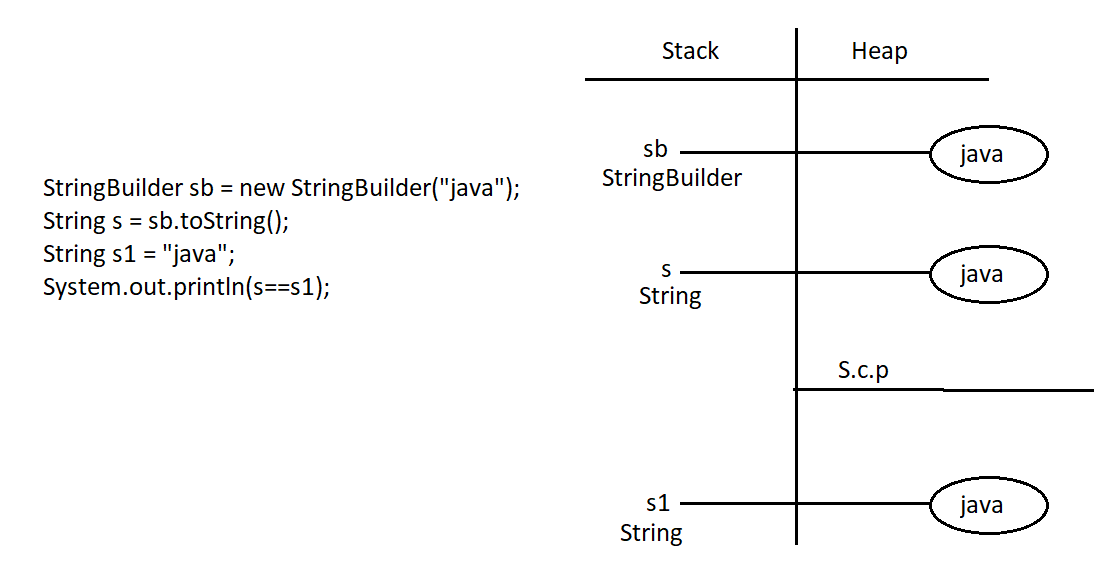 StringBuilder sb = new StringBuilder("java");
String s = sb.toString();
String s1 = "java";
System.out.println(s==s1);
Stack
Heap
sb
StringBuilder
java
s
String
java
S.c.p
s1
String
java